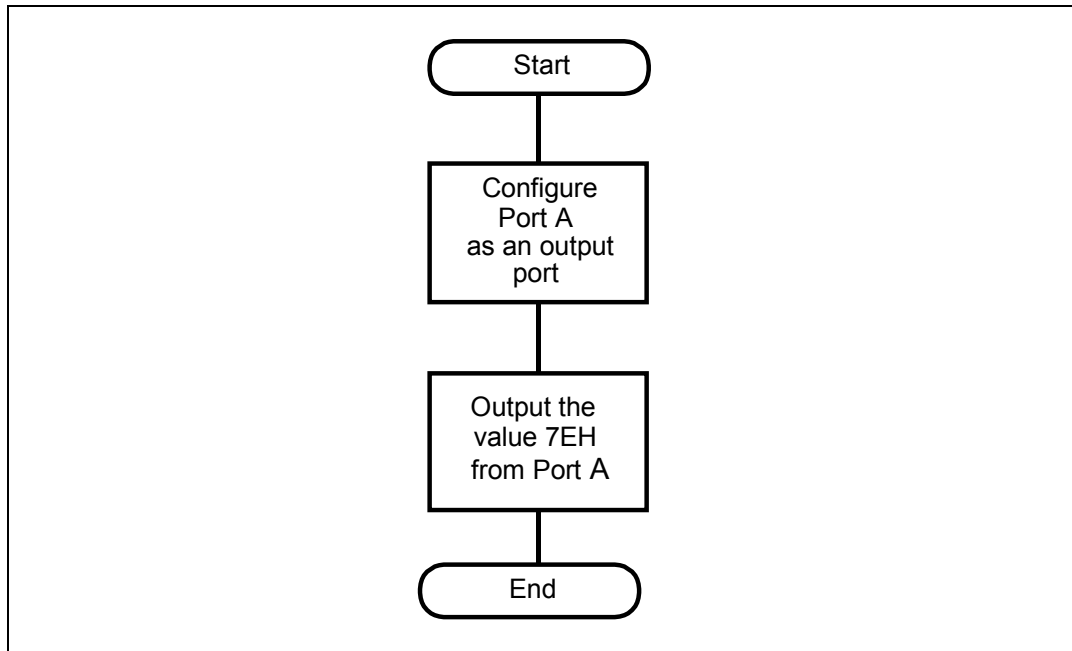 Start
Configure
Port A
as an output
port
Output the
value 7EH
from Port A
End